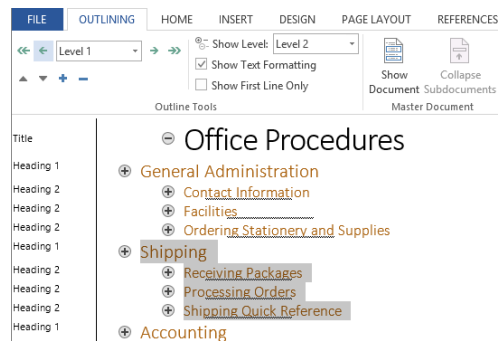 FILE OUTLINING HOME INSERT DESIGN PAGE LAYOUT REFERENCES
Level 1 Show Level: Level 2
Show Text Formatting
Show First Line Only
Show Document
Collapse Subdocuments
Outline Tools Master Document
Title Office Procedures
Heading 1 General Administration
Heading 2 Contact Information
Heading 2 Facilities
Heading 2 Ordering Stationery and Supplies
Heading 1 Shipping
Heading 2 Receiving Packages
Heading 2 Processing Orders
Heading 2 Shipping Quick Reference
Heading 1 Accounting